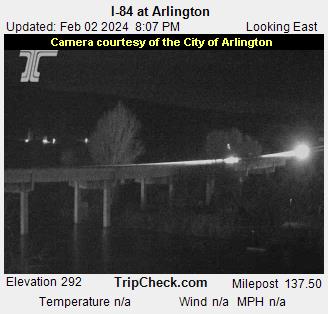 I-84 at Arlington
Updated: Feb 02 2024 8:07 PM Looking East
Camera courtesy of the City of Arlington
Elevation 292 TripCheck.com Milepost 137.50
Temperature n/a Wind n/a MPH n/a